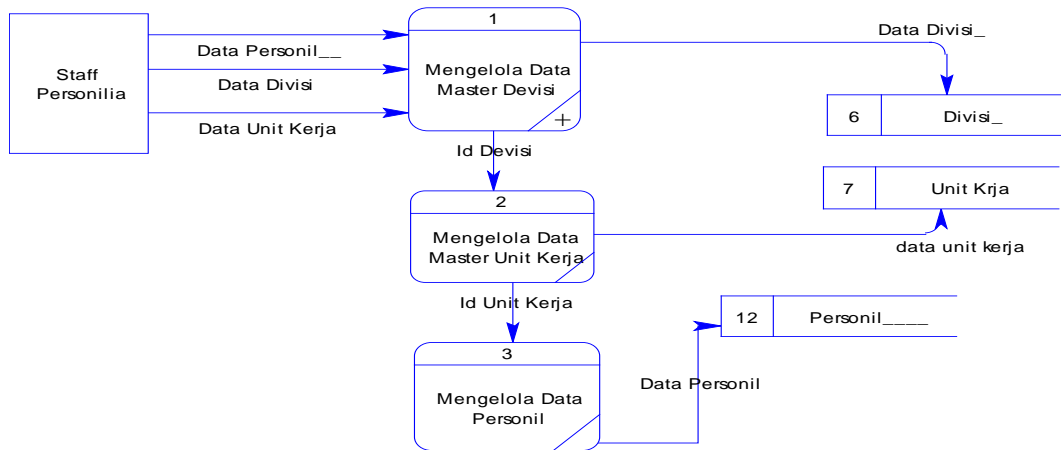 Staff
Personilia
Data Personil__
Data Divisi
Data Unit Kerja
1
Mengelola Data
Master Devisi
+
Data Divisi_
6
Divisi_
Id Devisi
2
Mengelola Data
Master Unit Kerja
7
Unit Krja
data unit kerja
Id Unit Kerja
3
Mengelola Data
Personil
Data Personil
12
Personil____